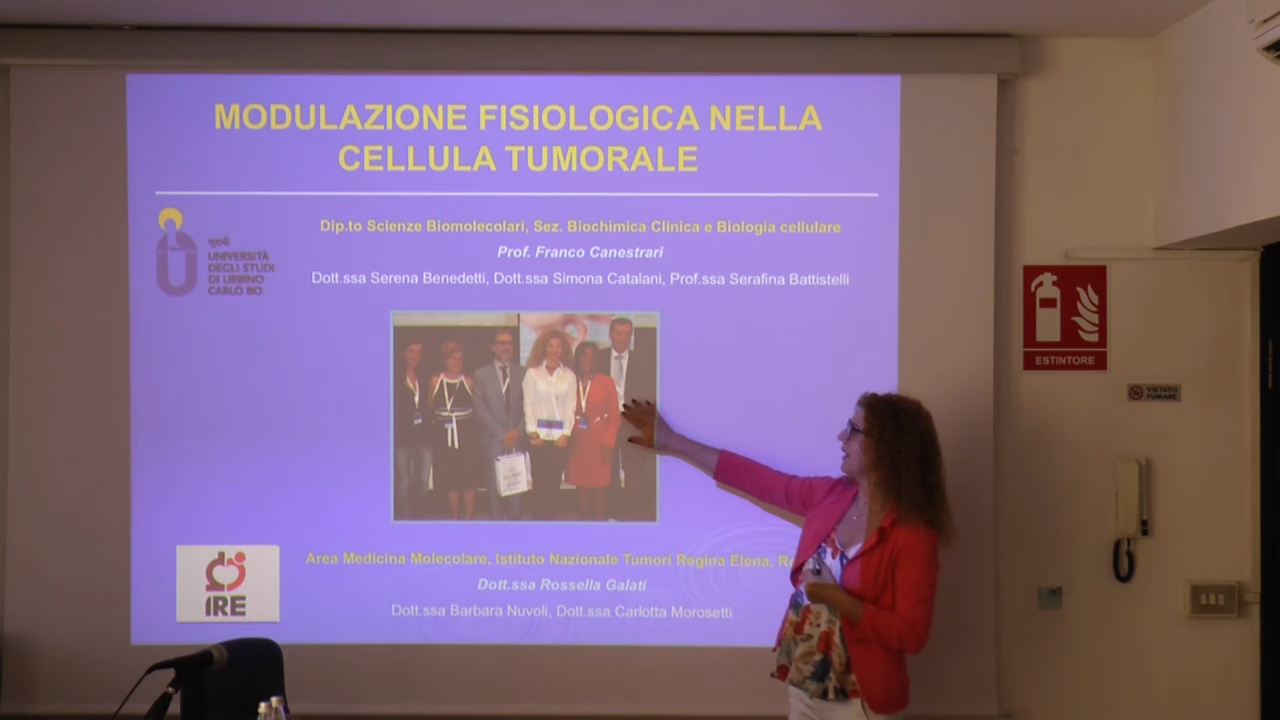 MODULAZIONE FISIOLOGICA NELLA
CELLULA TUMORALE
Dip.to Scienze Biomolecolari, Sez. Biochimica Clinica e Biologia cellulare
Prof. Franco Canestrari
Dott.ssa Serena Benedetti, Dott.ssa Simona Catalani, Prof.ssa Serafina Battistelli
1506
UNIVERSITÀ
DEGLI STUDI
DI URBINO
CARLO BO
ESTINTORE
VIETATO
FUMARE
Area Medicina Molecolare, Istituto Nazionale Tumori Regina Elena,
Dott.ssa Rossella Galati
Dott.ssa Barbara Nuvoli, Dott.ssa Carlotta Morosetti
IRE